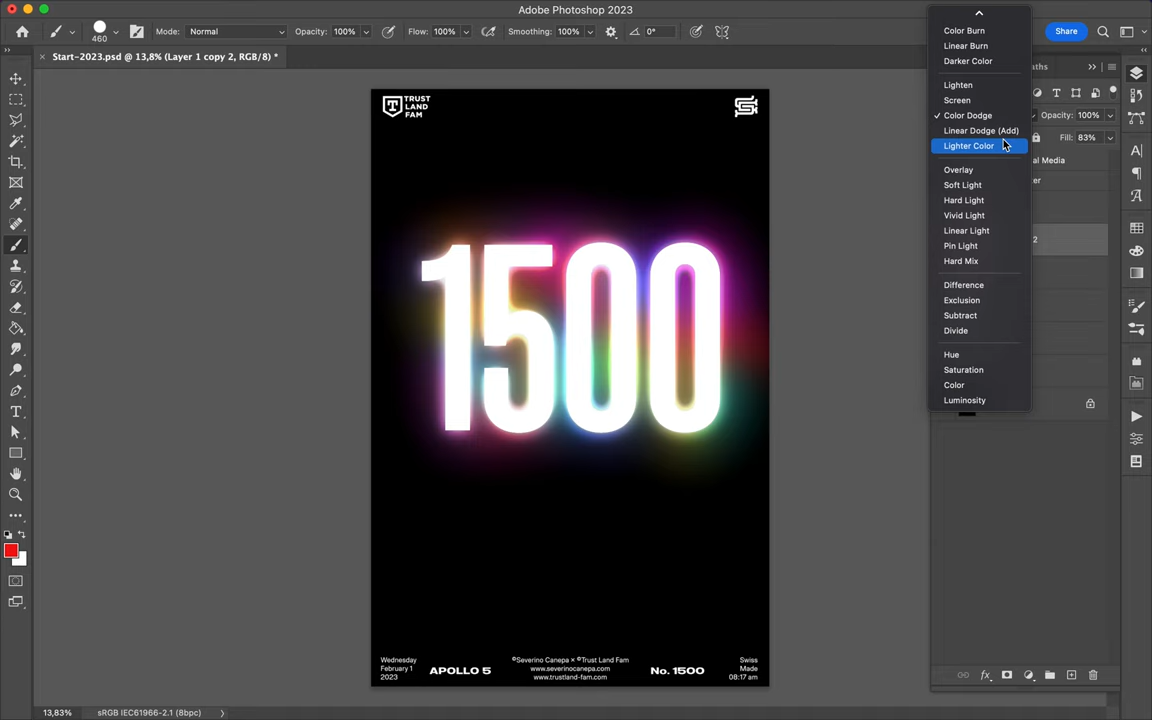 Adobe Photoshop 2023
460
Mode: Normal
Opacity: 100%
Flow: 100%
Smoothing: 100%
0°
Share
Start-2023.psd @ 13,8% (Layer 1 copy 2, RGB/8) *
Color Burn
Linear Burn
Darker Color
Lighten
Screen
Color Dodge
Linear Dodge (Add)
Lighter Color
Overlay
Soft Light
Hard Light
Vivid Light
Linear Light
Pin Light
Hard Mix
Difference
Exclusion
Subtract
Divide
Hue
Saturation
Color
Luminosity
Opacity: 100%
Fill: 83%
al Media
2
TRUST
LAND
FAM
1500
Wednesday
February 1
2023
APOLLO 5
©Severino Canepa × ©Trust Land Fam
www.severinocanepa.com
www.trustland-fam.com
No. 1500
Swiss
Made
08:17 am
13,83%
sRGB IEC61966-2.1 (8bpc)